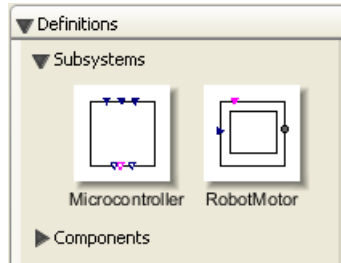 Definitions
Subsystems
Microcontroller RobotMotor
Components